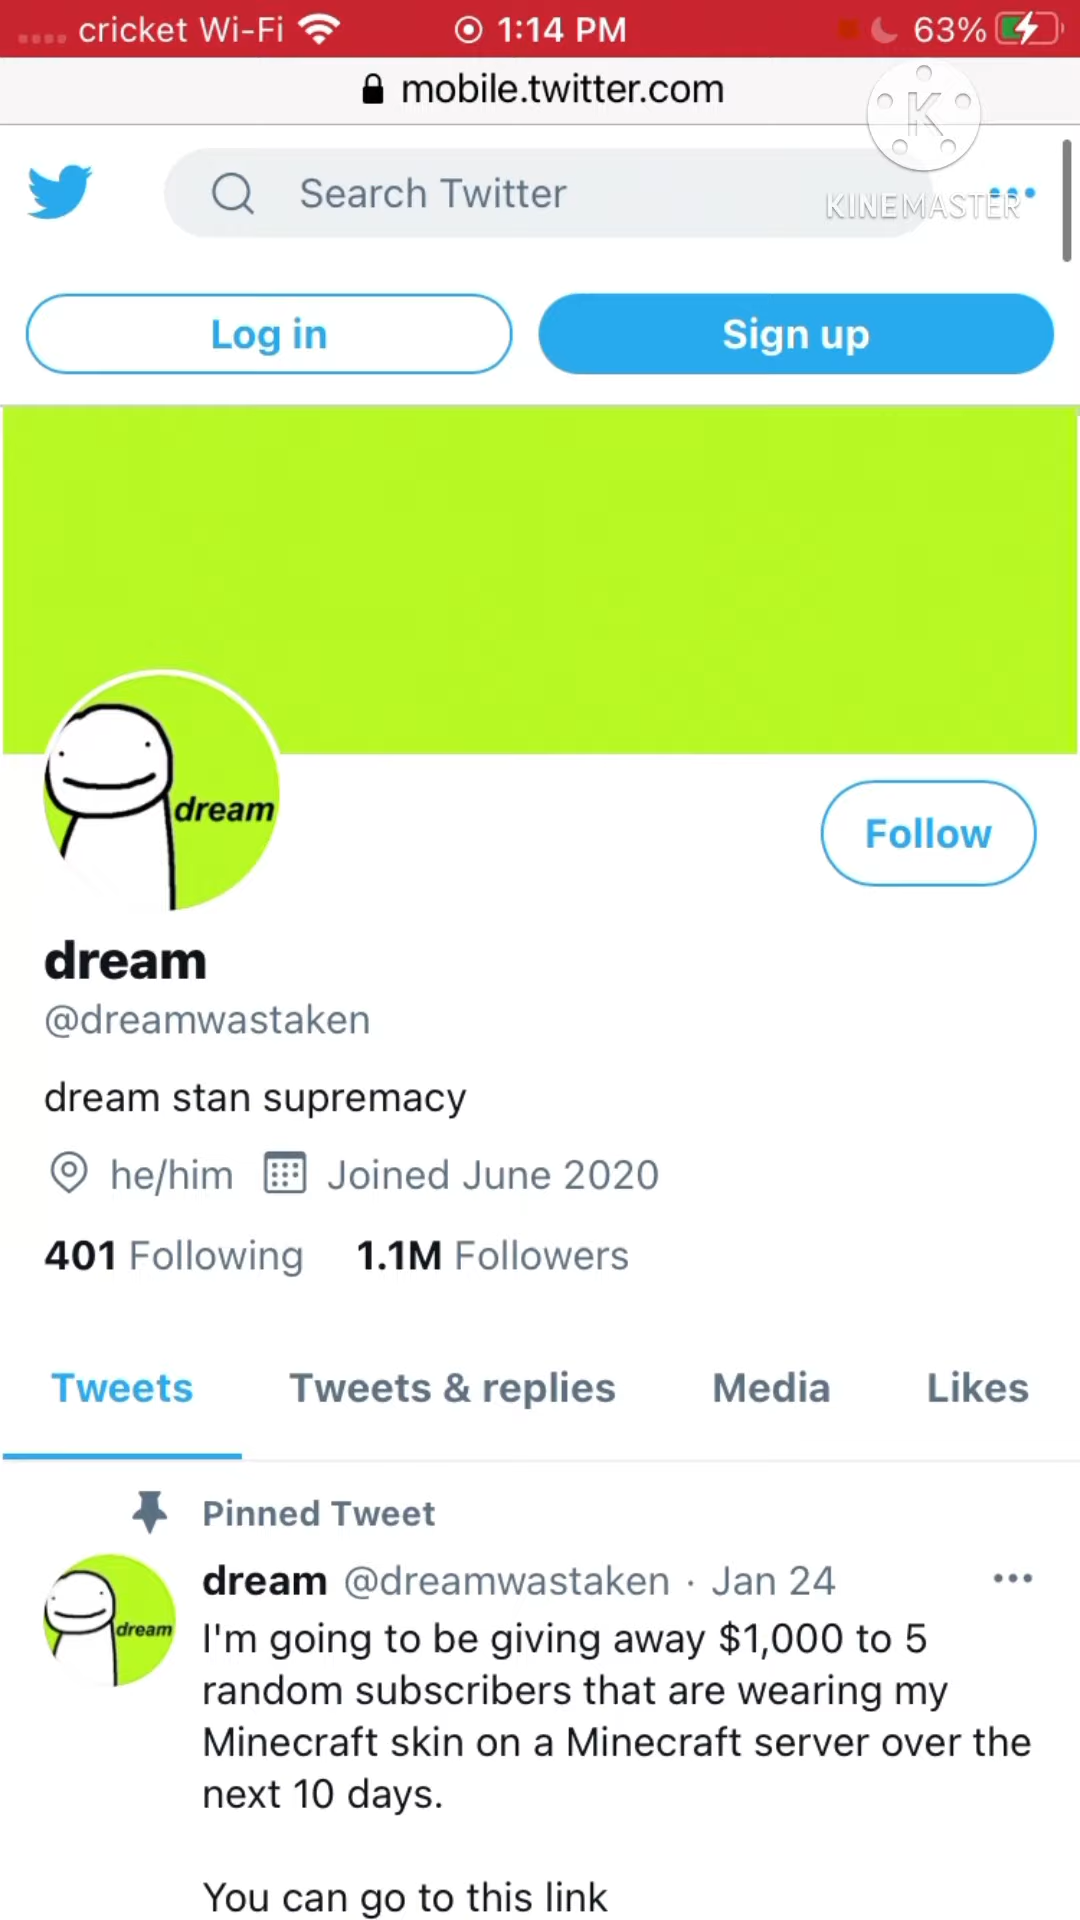 cricket Wi-Fi 1:14 PM 63%
mobile.twitter.com
K
KINEMASTER
Search Twitter
Log in
Sign up
dream
Follow
dream
@dreamwastaken
dream stan supremacy
he/him Joined June 2020
401 Following 1.1M Followers
Tweets Tweets & replies Media Likes
Pinned Tweet
dream @dreamwastaken · Jan 24
dream
I'm going to be giving away $1,000 to 5
random subscribers that are wearing my
Minecraft skin on a Minecraft server over the
next 10 days.
You can go to this link